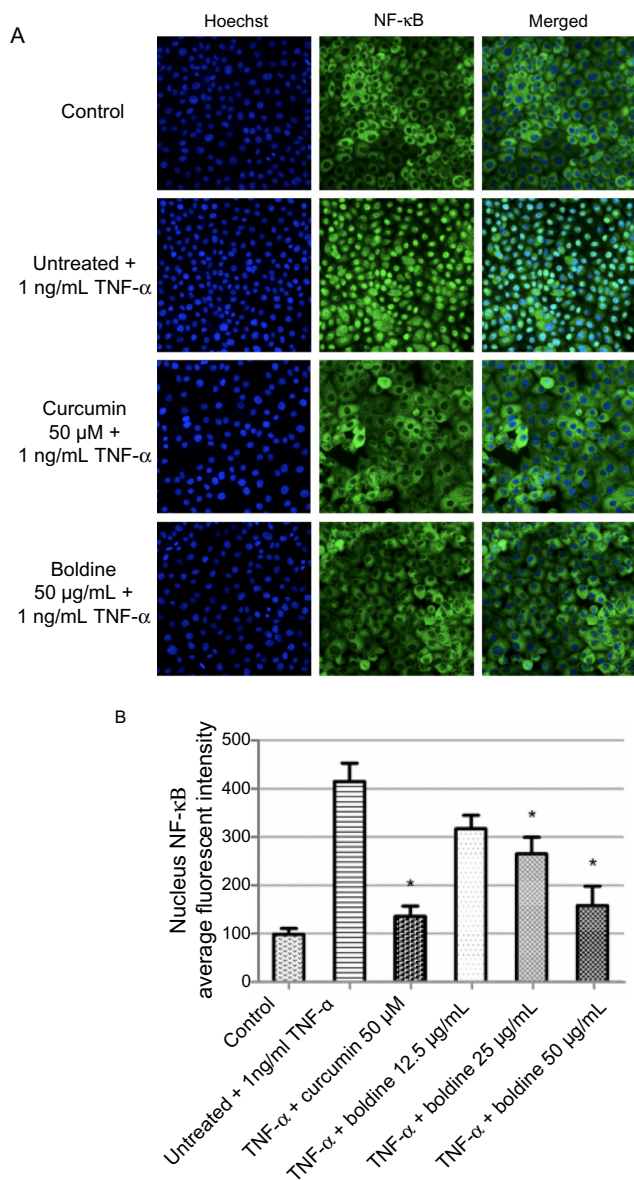 A
Hoechst NF-κB Merged
Control
Untreated +
1 ng/mL TNF-α
Curcumin
50 µM +
1 ng/mL TNF-α
Boldine
50 µg/mL +
1 ng/mL TNF-α
B
Nucleus NF-κB
average fluorescent intensity
500
400
300
200
100
0
*
*
*
Control
Untreated + 1ng/ml TNF-α
TNF-α + curcumin 50 µM
TNF-α + boldine 12.5 µg/mL
TNF-α + boldine 25 µg/mL
TNF-α + boldine 50 µg/mL